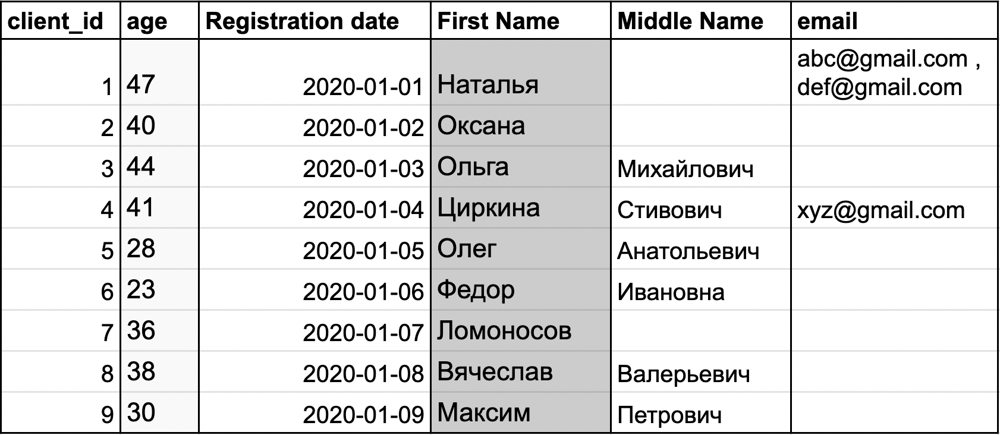 client_id age Registration date First Name Middle Name email
abc@gmail.com ,
1 47 2020-01-01 Наталья def@gmail.com
2 40 2020-01-02 Оксана
3 44 2020-01-03 Ольга Михайлович
4 41 2020-01-04 Циркина Стивович xyz@gmail.com
5 28 2020-01-05 Олег Анатольевич
6 23 2020-01-06 Федор Ивановна
7 36 2020-01-07 Ломоносов
8 38 2020-01-08 Вячеслав Валерьевич
9 30 2020-01-09 Максим Петрович